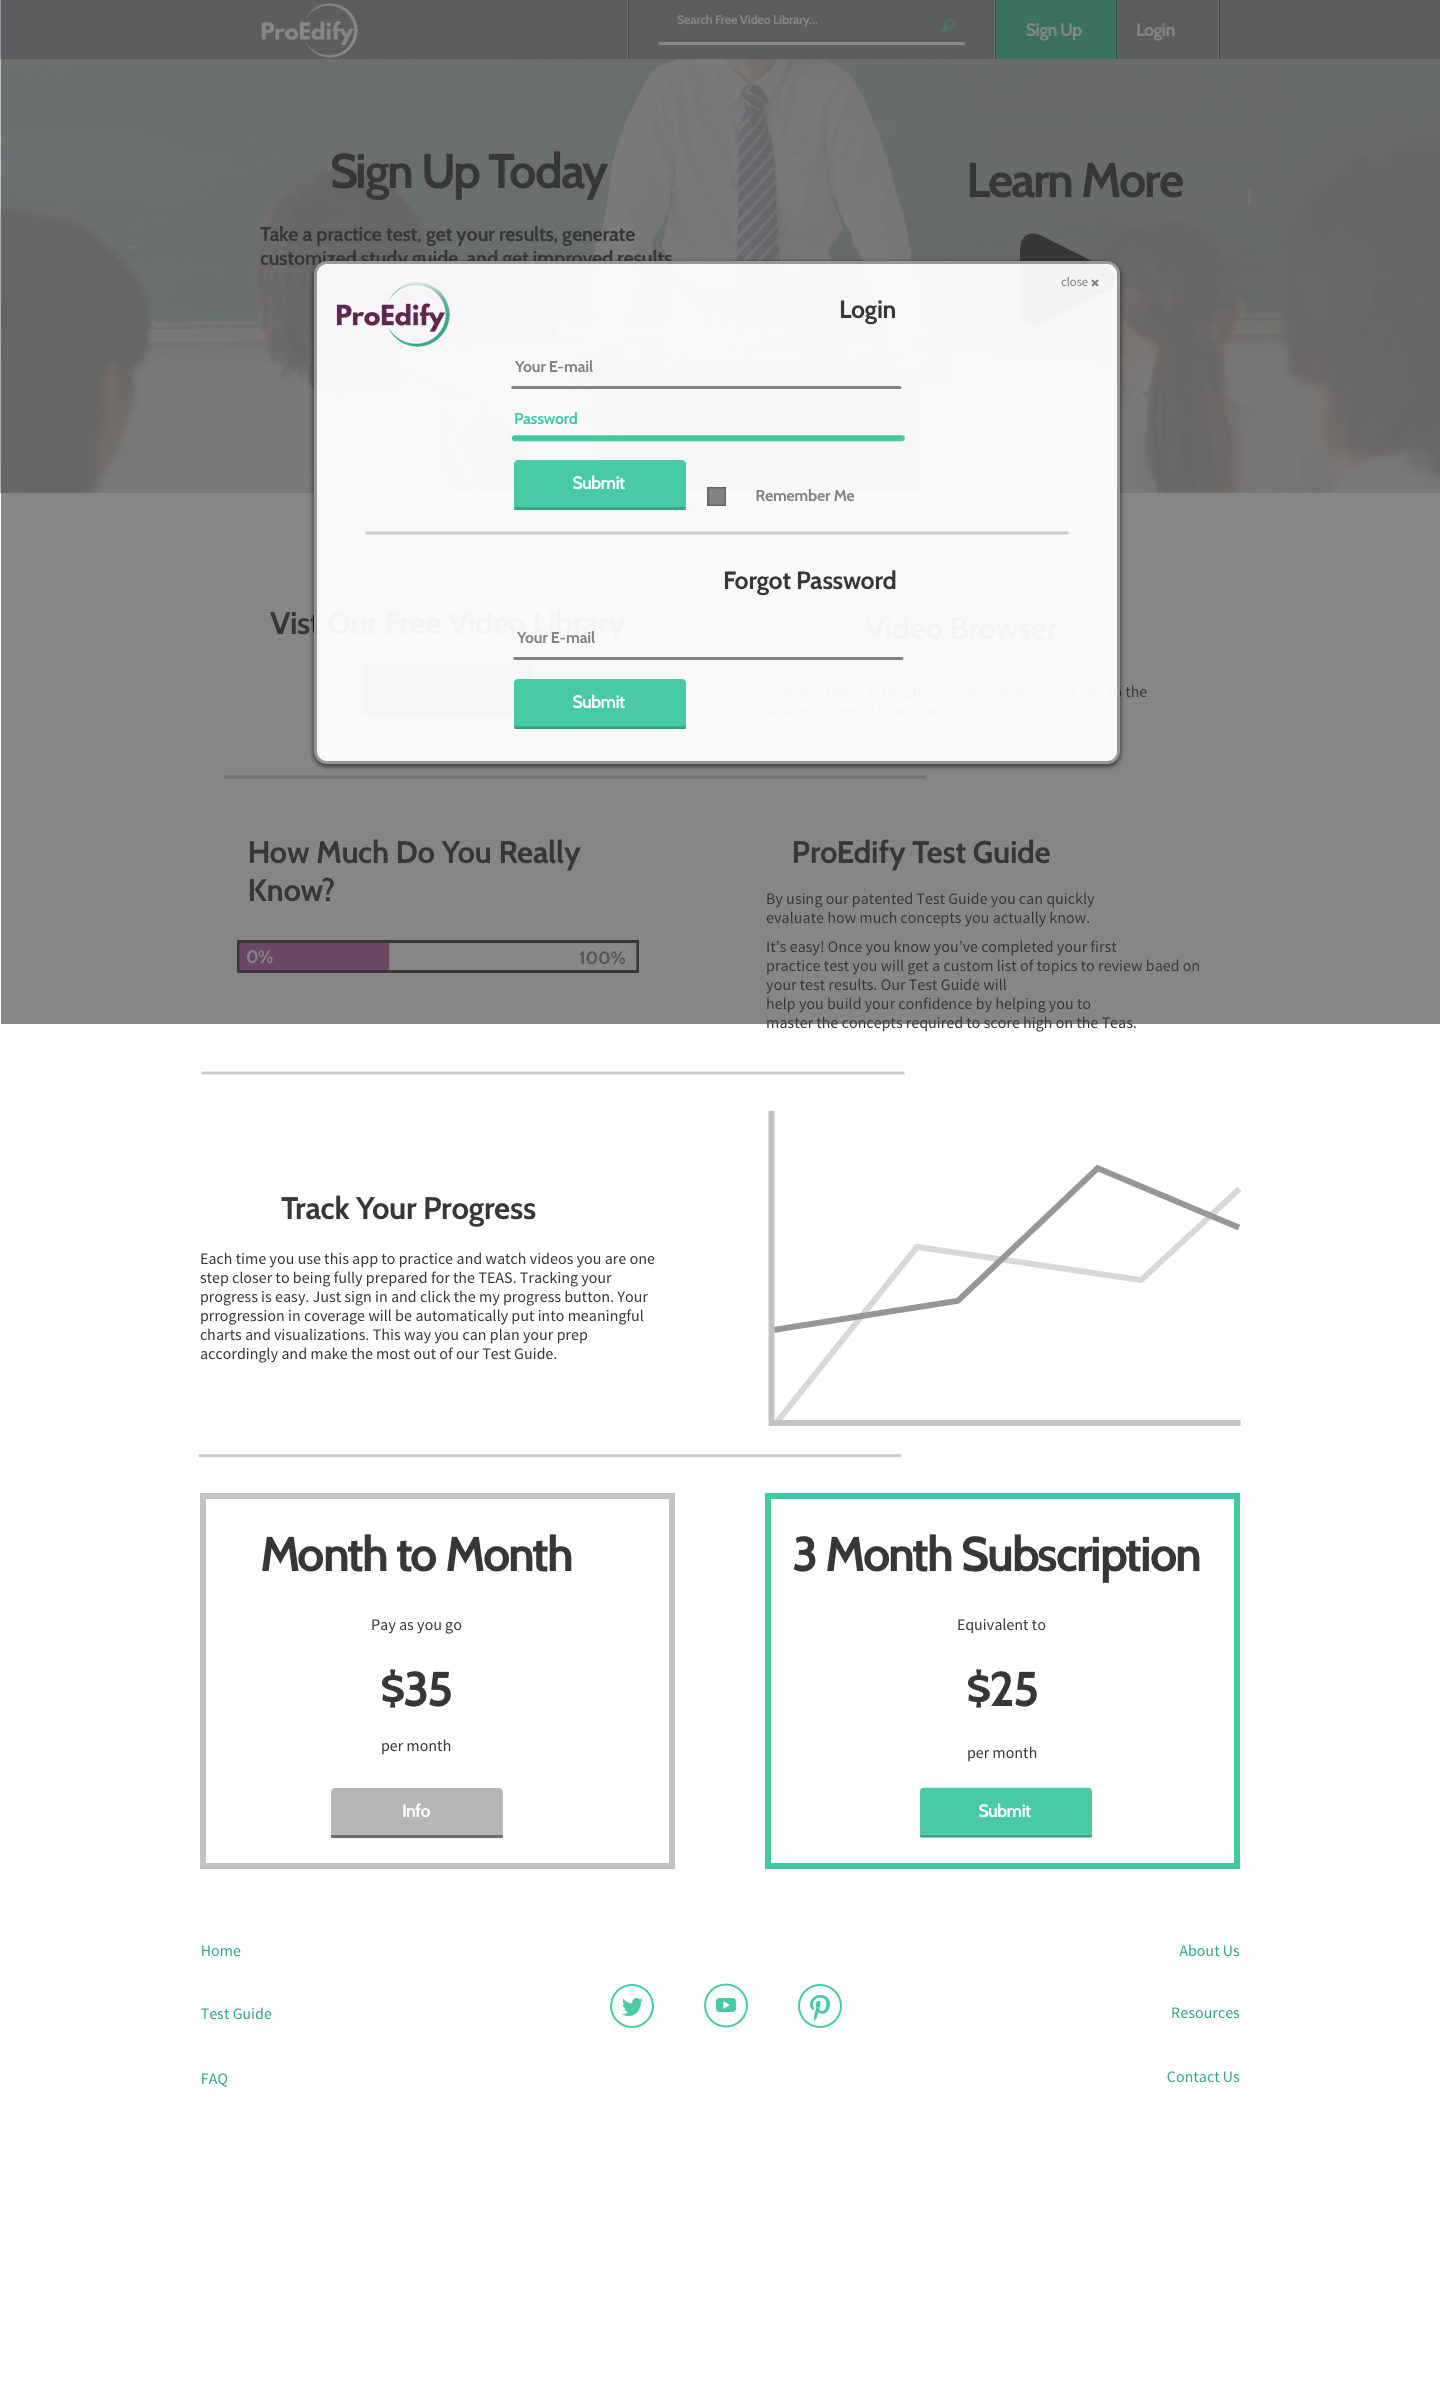 ProEdify
Search Free Video Library...
Sign Up
Login
Sign Up Today
Learn More
Take a practice test, get your results, generate
customized study guide, and get improved results
close ×
ProEdify
Login
Your E-mail
Password
Submit
Remember Me
Forgot Password
Vist Our Free Video Library
Video Browser
Your E-mail
the
Submit
How Much Do You Really
Know?
0%
100%
ProEdify Test Guide
By using our patented Test Guide you can quickly
evaluate how much concepts you actually know.
It's easy! Once you know you've completed your first
practice test you will get a custom list of topics to review baed on
your test results. Our Test Guide will
help you build your confidence by helping you to
master the concepts required to score high on the Teas.
Track Your Progress
Each time you use this app to practice and watch videos you are one
step closer to being fully prepared for the TEAS. Tracking your
progress is easy. Just sign in and click the my progress button. Your
prrogression in coverage will be automatically put into meaningful
charts and visualizations. This way you can plan your prep
accordingly and make the most out of our Test Guide.
Month to Month
Pay as you go
$35
per month
Info
3 Month Subscription
Equivalent to
$25
per month
Submit
Home
Test Guide
FAQ
About Us
Resources
Contact Us